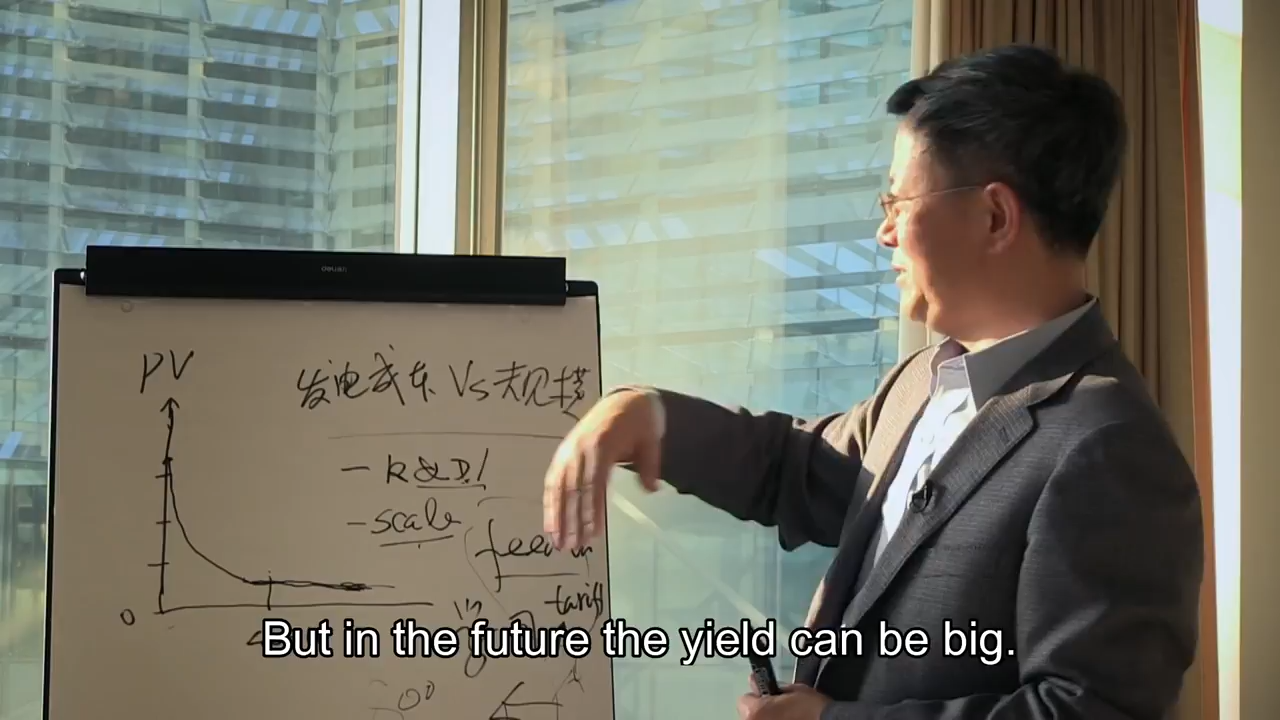 deli
PV
发电成本 Vs 规模
- R&D
- scale
feed in
tariff
0
But in the future the yield can be big.